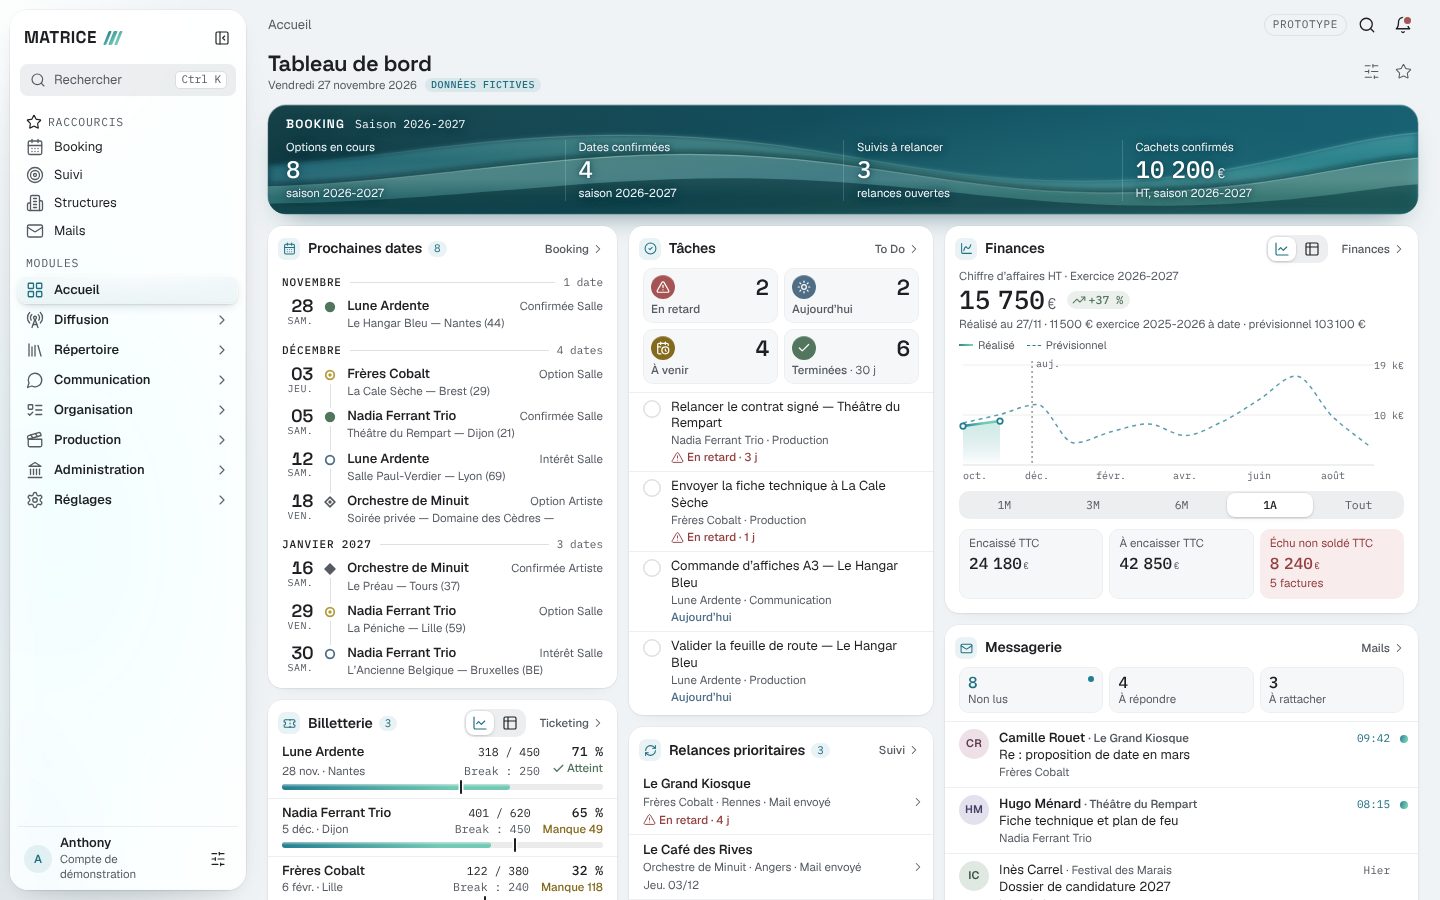 MATRICE
Rechercher Ctrl K
RACCOURCIS
Booking
Suivi
Structures
Mails
MODULES
Accueil
Diffusion
Répertoire
Communication
Organisation
Production
Administration
Réglages
A
Anthony
Compte de
démonstration
Accueil
PROTOTYPE
Tableau de bord
Vendredi 27 novembre 2026 DONNÉES FICTIVES
BOOKING Saison 2026-2027
Options en cours
8
saison 2026-2027
Dates confirmées
4
saison 2026-2027
Suivis à relancer
3
relances ouvertes
Cachets confirmés
10 200 €
HT, saison 2026-2027
Prochaines dates 8 Booking
NOVEMBRE 1 date
28 Lune Ardente Confirmée Salle
SAM. Le Hangar Bleu — Nantes (44)
DÉCEMBRE 4 dates
03 Frères Cobalt Option Salle
JEU. La Cale Sèche — Brest (29)
05 Nadia Ferrant Trio Confirmée Salle
SAM. Théâtre du Rempart — Dijon (21)
12 Lune Ardente Intérêt Salle
SAM. Salle Paul-Verdier — Lyon (69)
18 Orchestre de Minuit Option Artiste
VEN. Soirée privée — Domaine des Cèdres —
JANVIER 2027 3 dates
16 Orchestre de Minuit Confirmée Artiste
SAM. Le Préau — Tours (37)
29 Nadia Ferrant Trio Option Salle
VEN. La Péniche — Lille (59)
30 Nadia Ferrant Trio Intérêt Salle
SAM. L'Ancienne Belgique — Bruxelles (BE)
Billetterie 3 Ticketing
Lune Ardente 318 / 450 71 %
28 nov. · Nantes Break : 250 Atteint
Nadia Ferrant Trio 401 / 620 65 %
5 déc. · Dijon Break : 450 Manque 49
Frères Cobalt 122 / 380 32 %
6 févr. · Lille Break : 240 Manque 118
Tâches To Do
2
En retard
2
Aujourd'hui
4
À venir
6
Terminées · 30 j
Relancer le contrat signé — Théâtre du
Rempart
Nadia Ferrant Trio · Production
En retard · 3 j
Envoyer la fiche technique à La Cale
Sèche
Frères Cobalt · Production
En retard · 1 j
Commande d'affiches A3 — Le Hangar
Bleu
Lune Ardente · Communication
Aujourd'hui
Valider la feuille de route — Le Hangar
Bleu
Lune Ardente · Production
Aujourd'hui
Relances prioritaires 3 Suivi
Le Grand Kiosque
Frères Cobalt · Rennes · Mail envoyé
En retard · 4 j
Le Café des Rives
Orchestre de Minuit · Angers · Mail envoyé
Jeu. 03/12
Finances Finances
Chiffre d'affaires HT · Exercice 2026-2027
15 750 € +37 %
Réalisé au 27/11 · 11 500 € exercice 2025-2026 à date · prévisionnel 103 100 €
Réalisé Prévisionnel
auj. 19 k€
10 k€
oct. déc. févr. avr. juin août
1M 3M 6M 1A Tout
Encaissé TTC
24 180 €
À encaisser TTC
42 850 €
Échu non soldé TTC
8 240 €
5 factures
Messagerie Mails
8
Non lus
4
À répondre
3
À rattacher
CR Camille Rouet · Le Grand Kiosque 09:42
Re : proposition de date en mars
Frères Cobalt
HM Hugo Ménard · Théâtre du Rempart 08:15
Fiche technique et plan de feu
Nadia Ferrant Trio
IC Inès Carrel · Festival des Marais Hier
Dossier de candidature 2027